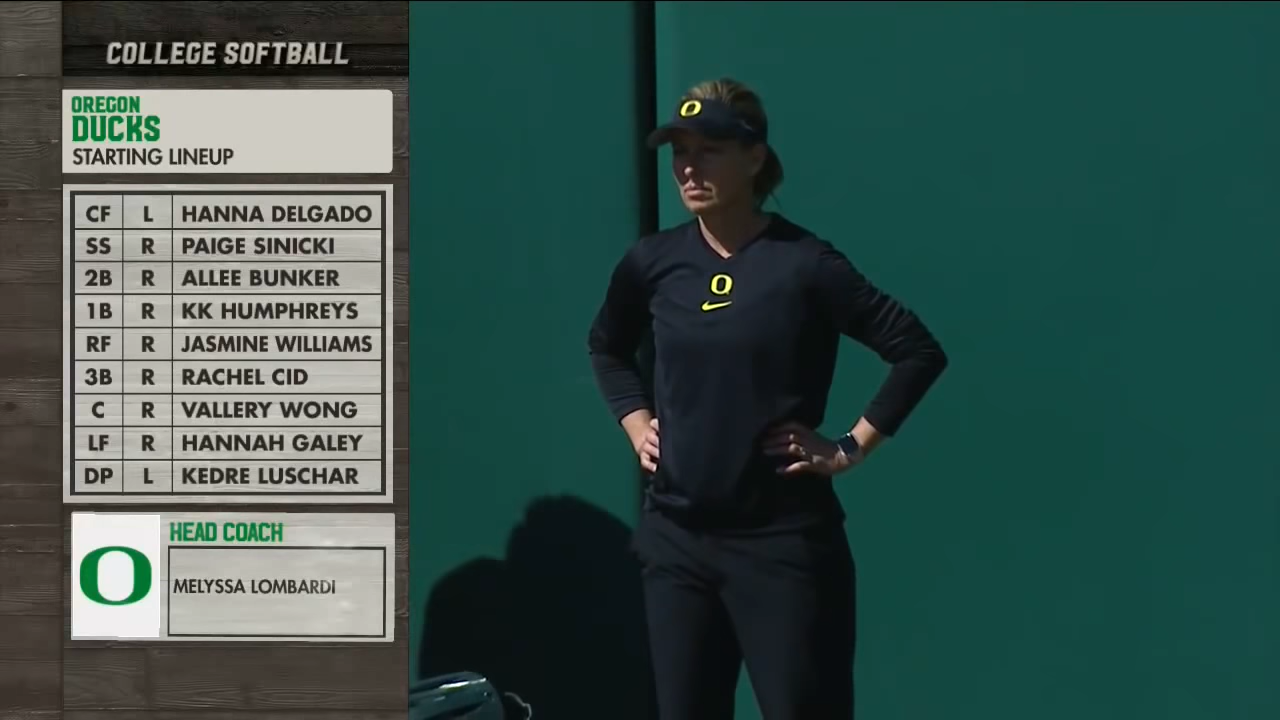 COLLEGE SOFTBALL
OREGON
DUCKS
STARTING LINEUP
CF L HANNA DELGADO
SS R PAIGE SINICKI
2B R ALLEE BUNKER
1B R KK HUMPHREYS
RF R JASMINE WILLIAMS
3B R RACHEL CID
C R VALLERY WONG
LF R HANNAH GALEY
DP L KEDRE LUSCHAR
HEAD COACH
O
MELYSSA LOMBARDI
O
O